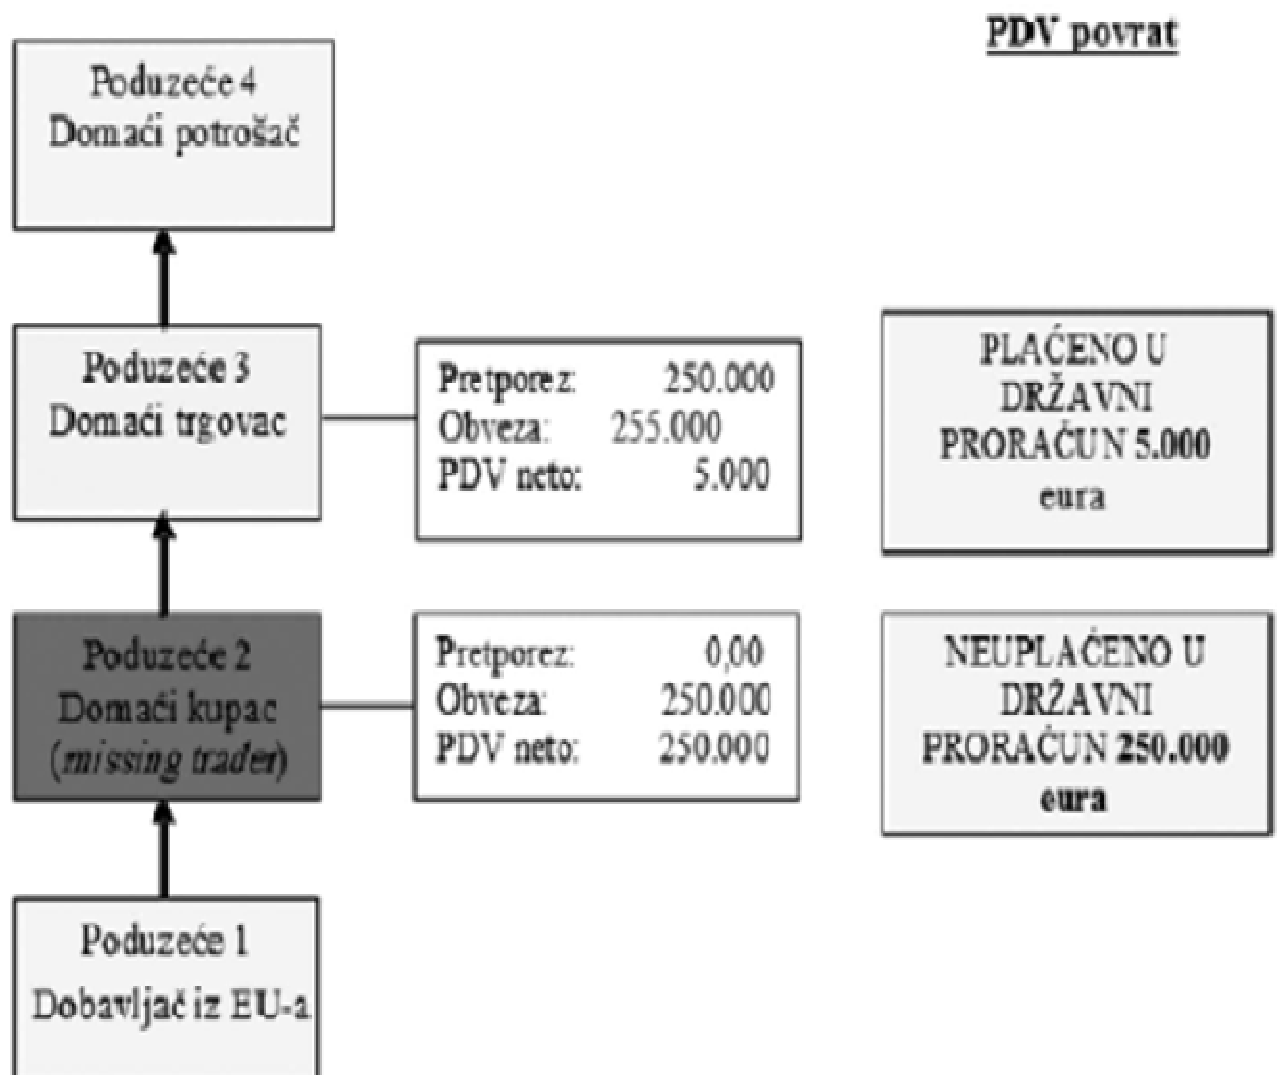 PDV povrat
Poduzeće 4
Domaći potrošač
Poduzeće 3
Domaći trgovac
Pretporez: 250.000
Obveza: 255.000
PDV neto: 5.000
PLAĆENO U
DRŽAVNI
PRORAČUN 5.000
eura
Poduzeće 2
Domaći kupac
(missing trader)
Pretporez: 0,00
Obveza: 250.000
PDV neto: 250.000
NEUPLAĆENO U
DRŽAVNI
PRORAČUN 250.000
eura
Poduzeće 1
Dobavljač iz EU-a